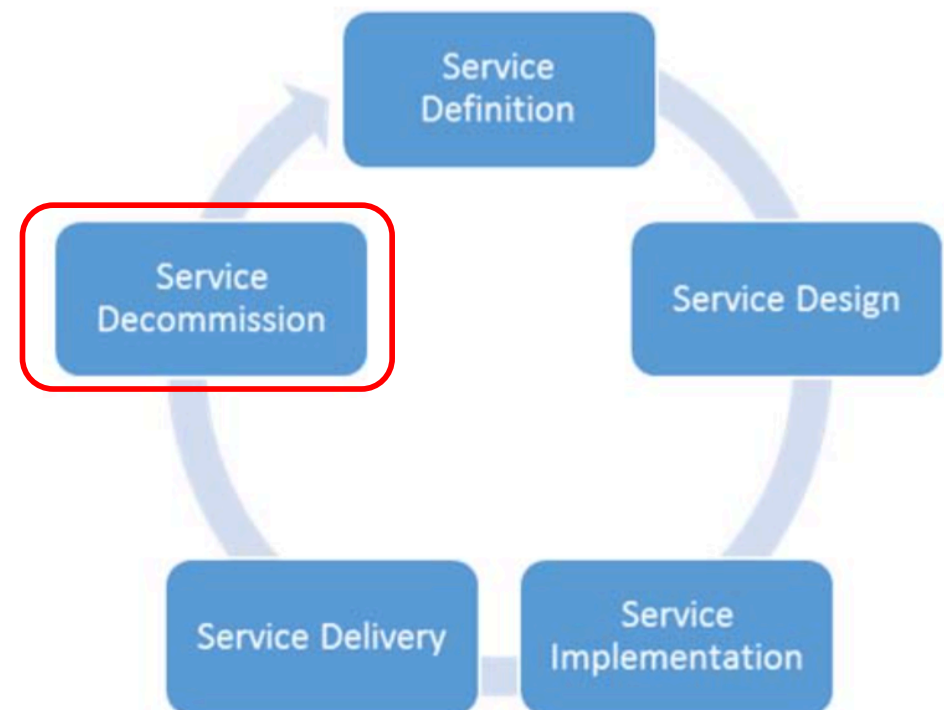 Service
Definition
Service Design
Service
Implementation
Service Delivery
Service
Decommission